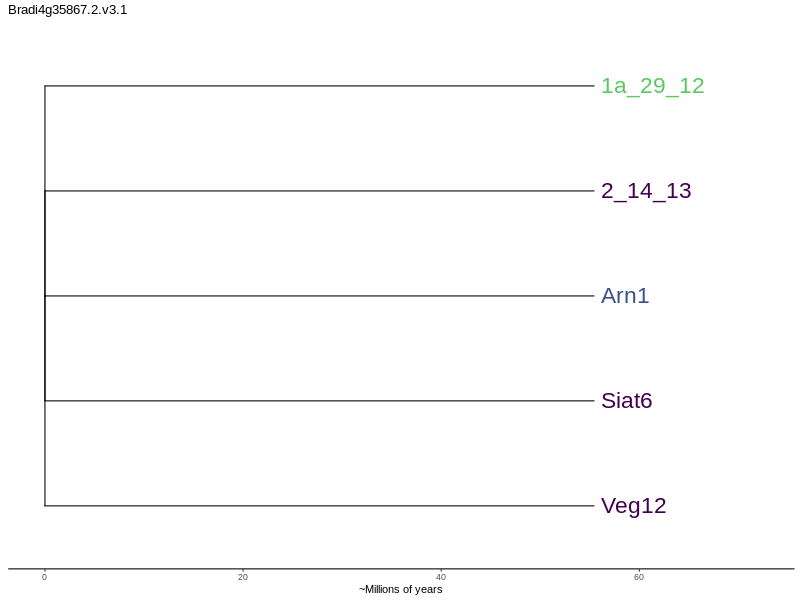 Bradi4g35867.2.v3.1
1a_29_12
2_14_13
Arn1
Siat6
Veg12
0 20 40 60
~Millions of years